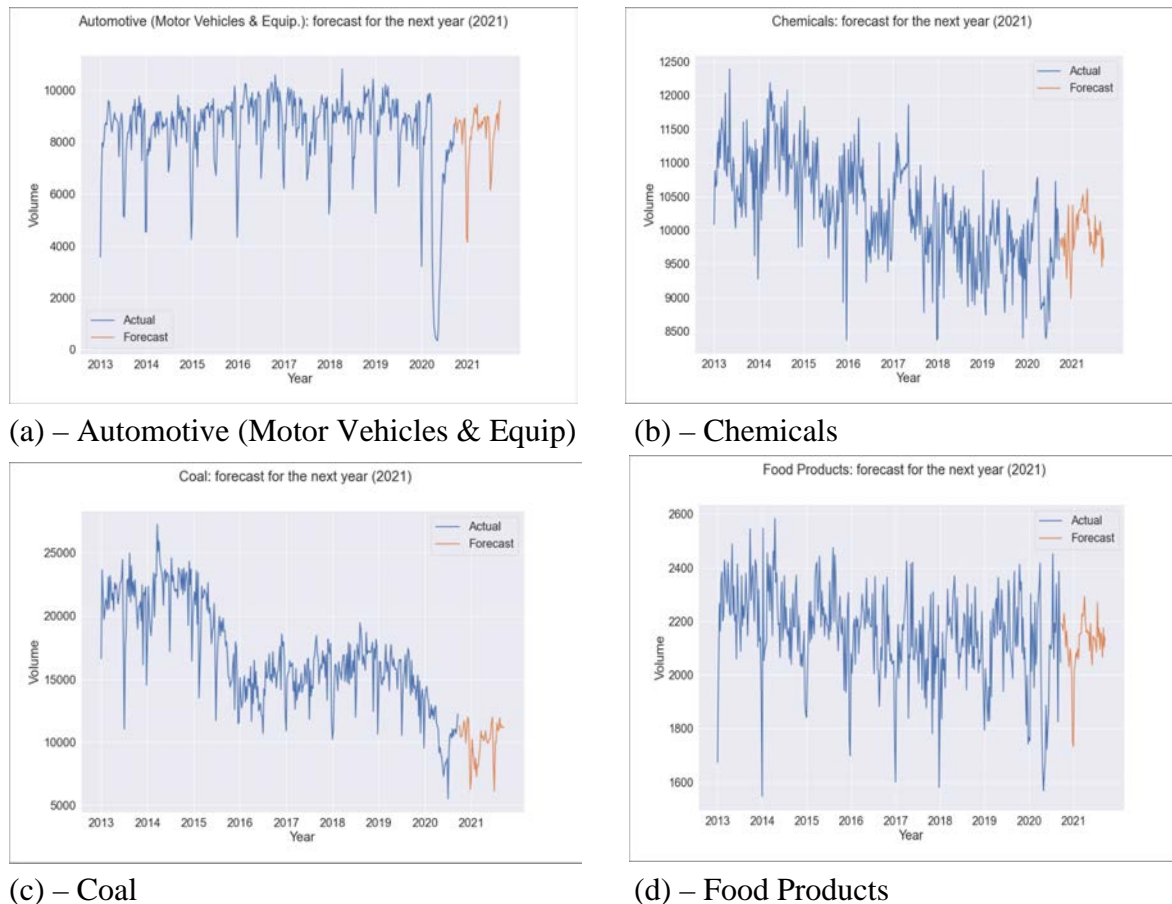 Automotive (Motor Vehicles & Equip.): forecast for the next year (2021)
10000
8000
6000
4000
2000
0
Volume
Actual
Forecast
2013 2014 2015 2016 2017 2018 2019 2020 2021
Year
(a) – Automotive (Motor Vehicles & Equip)
Chemicals: forecast for the next year (2021)
12500
12000
11500
11000
10500
10000
9500
9000
8500
Volume
Actual
Forecast
2013 2014 2015 2016 2017 2018 2019 2020 2021
Year
(b) – Chemicals
Coal: forecast for the next year (2021)
25000
20000
15000
10000
5000
Volume
Actual
Forecast
2013 2014 2015 2016 2017 2018 2019 2020 2021
Year
(c) – Coal
Food Products: forecast for the next year (2021)
2600
2400
2200
2000
1800
1600
Volume
Actual
Forecast
2013 2014 2015 2016 2017 2018 2019 2020 2021
Year
(d) – Food Products